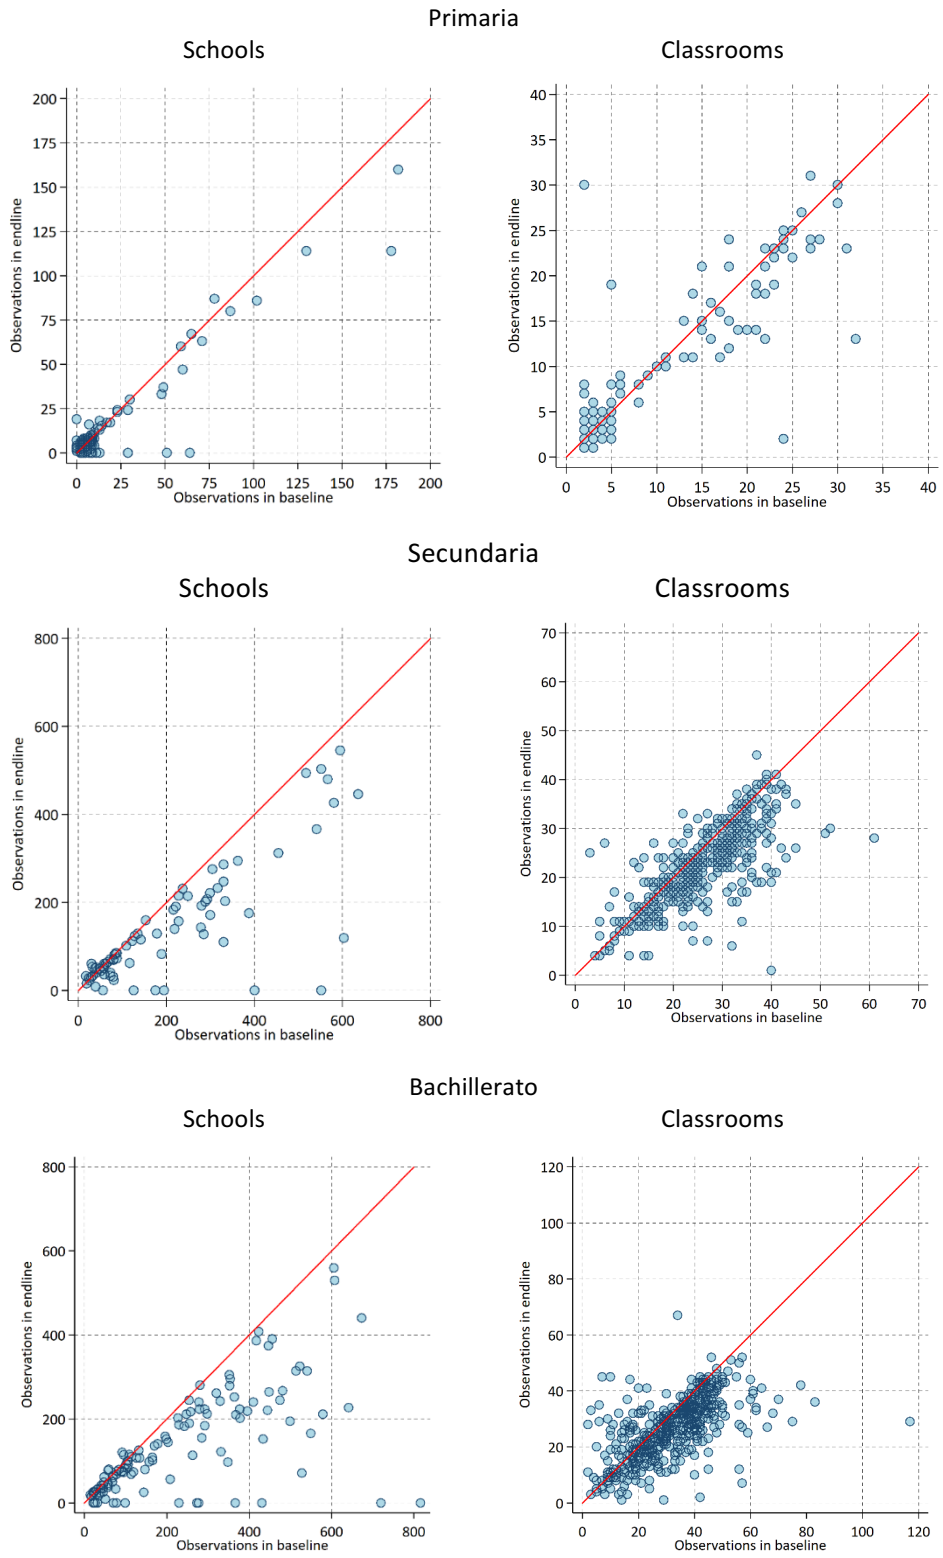 Primaria
Schools
Classrooms
Observations in endline
200
175
150
125
100
75
50
25
0
0 25 50 75 100 125 150 175 200
Observations in baseline
Observations in endline
40
35
30
25
20
15
10
5
0
0 5 10 15 20 25 30 35 40
Observations in baseline
Secundaria
Schools
Classrooms
Observations in endline
800
600
400
200
0
0 200 400 600 800
Observations in baseline
Observations in endline
70
60
50
40
30
20
10
0
0 10 20 30 40 50 60 70
Observations in baseline
Bachillerato
Schools
Classrooms
Observations in endline
800
600
400
200
0
0 200 400 600 800
Observations in baseline
Observations in endline
120
100
80
60
40
20
0
0 20 40 60 80 100 120
Observations in baseline